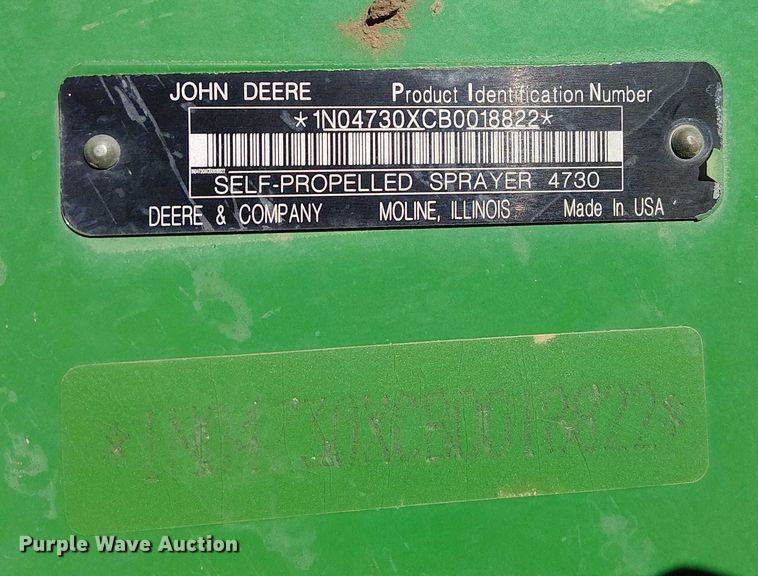 JOHN DEERE Product Identification Number
*1N04730XCB0018822*
SELF-PROPELLED SPRAYER 4730
DEERE & COMPANY MOLINE, ILLINOIS Made In USA
*1N04730XCB0018822*
Purple Wave Auction